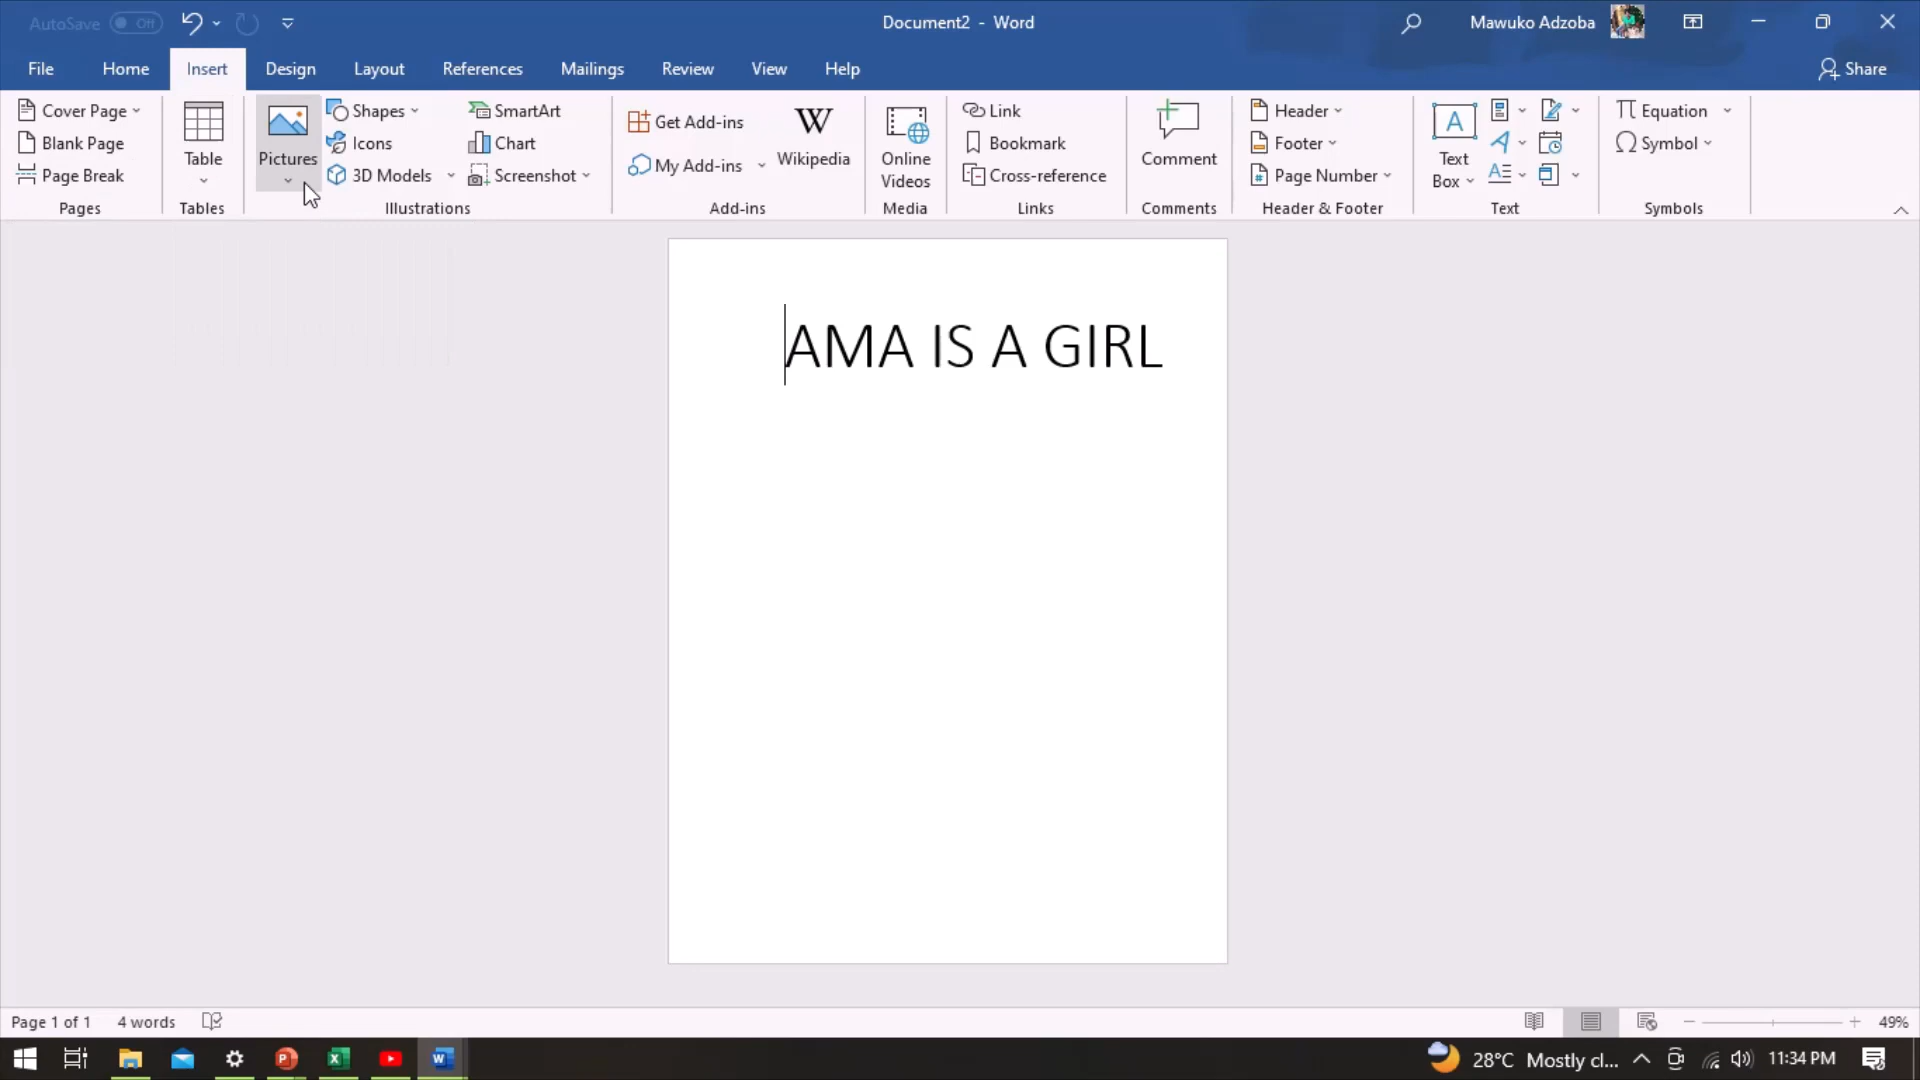 AutoSave Off
Document2 - Word
Mawuko Adzoba
File Home Insert Design Layout References Mailings Review View Help
Share
Cover Page
Blank Page
Page Break
Pages
Table
Tables
Pictures
Shapes
Icons
3D Models
SmartArt
Chart
Screenshot
Illustrations
Get Add-ins
My Add-ins
W
Wikipedia
Add-ins
Online
Videos
Media
Link
Bookmark
Cross-reference
Links
Comment
Comments
Header
Footer
Page Number
Header & Footer
A
Text
Box
Text
Equation
Symbol
Symbols
AMA IS A GIRL
Page 1 of 1 4 words
49%
28°C Mostly cl... 11:34 PM